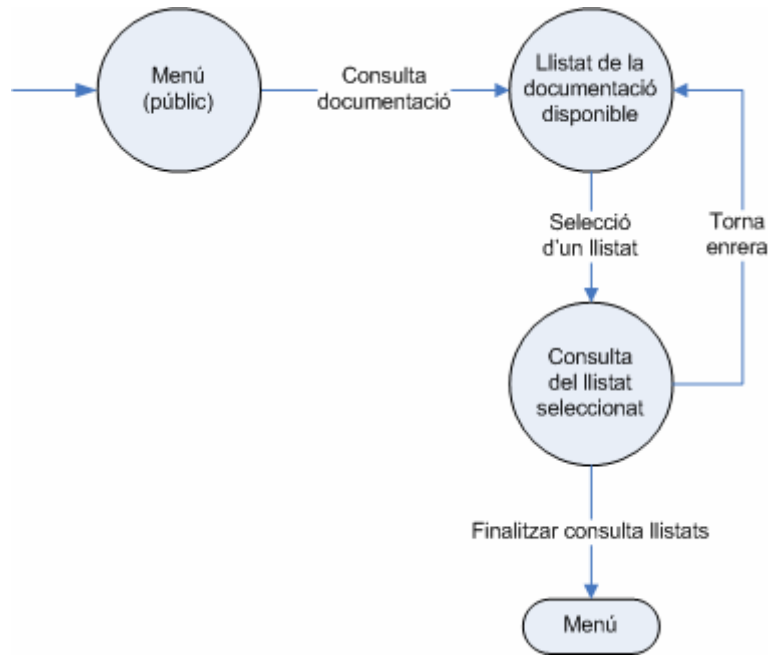 Menú
(públic)
Consulta
documentació
Llistat de la
documentació
disponible
Selecció
d'un llistat
Torna
enrera
Consulta
del llistat
seleccionat
Finalitzar consulta llistats
Menú